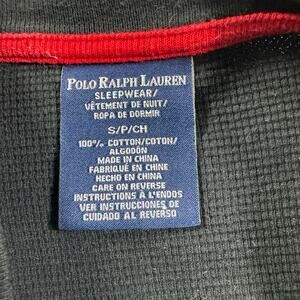 POLO RALPH LAUREN
SLEEPWEAR/
VÊTEMENT DE NUIT/
ROPA DE DORMIR
S/P/CH
100% COTTON/COTON/
ALGODÓN
MADE IN CHINA
FABRIQUÉ EN CHINE
HECHO EN CHINA
CARE ON REVERSE
INSTRUCTIONS À L'ENDOS
VER INSTRUCCIONES DE
CUIDADO AL REVERSO